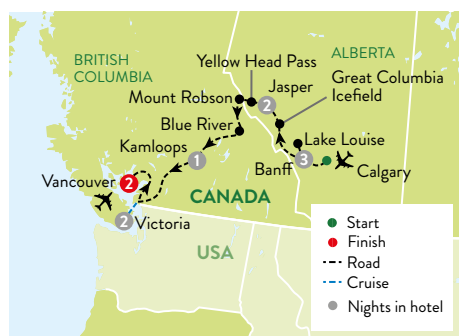 BRITISH
COLUMBIA
ALBERTA
Yellow Head Pass
Jasper
2
Great Columbia
Icefield
Mount Robson
Blue River
Lake Louise
Kamloops
1
3
Banff
Calgary
Vancouver
2
CANADA
2
Victoria
USA
Start
Finish
Road
Cruise
Nights in hotel